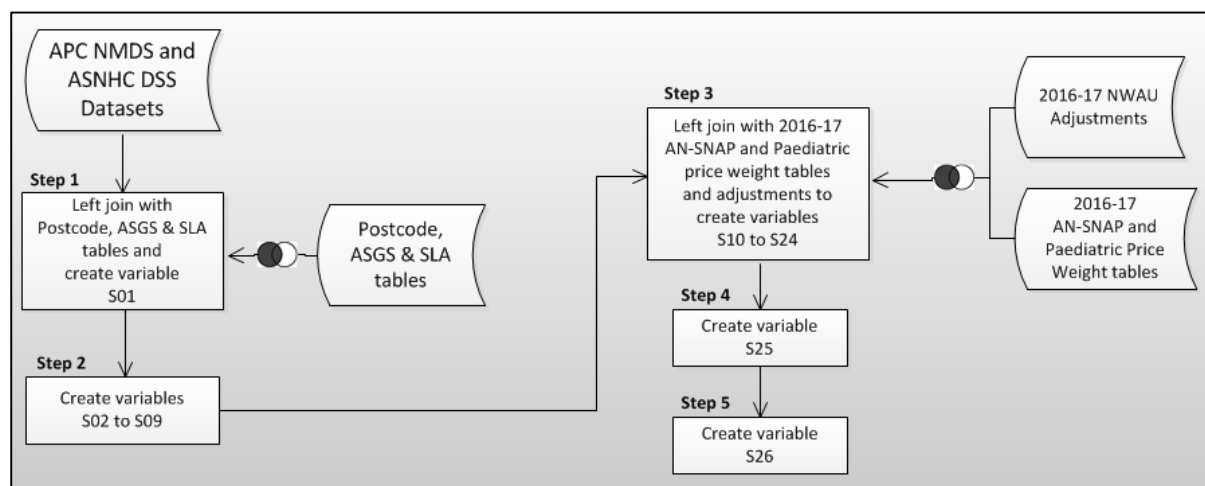 APC NMDS and
ASNHC DSS
Datasets
Step 1
Left join with
Postcode, ASGS & SLA
tables and
create variable
S01
Postcode,
ASGS & SLA
tables
Step 2
Create variables
S02 to S09
Step 3
Left join with 2016-17
AN-SNAP and Paediatric
price weight tables
and adjustments to
create variables
S10 to S24
2016-17 NWAU
Adjustments
2016-17
AN-SNAP and
Paediatric Price
Weight tables
Step 4
Create variable
S25
Step 5
Create variable
S26